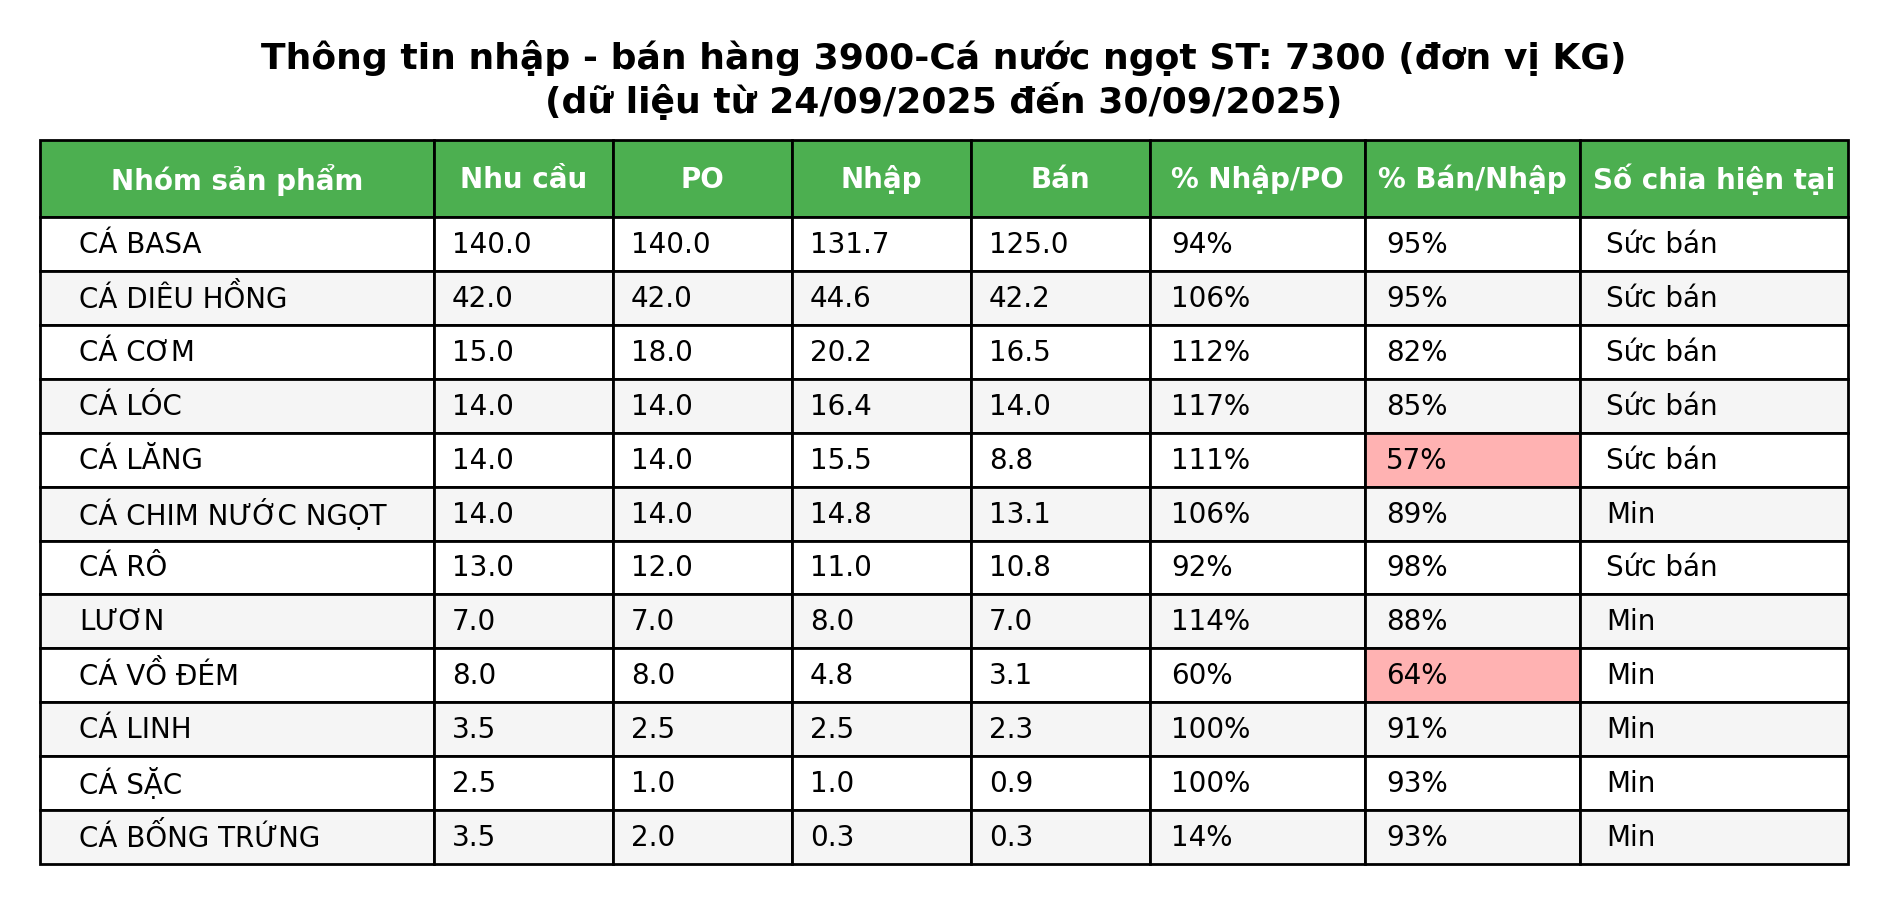 Thông tin nhập - bán hàng 3900-Cá nước ngọt ST: 7300 (đơn vị KG)
(dữ liệu từ 24/09/2025 đến 30/09/2025)
Nhóm sản phẩm Nhu cầu PO Nhập Bán % Nhập/PO % Bán/Nhập Số chia hiện tại
CÁ BASA 140.0 140.0 131.7 125.0 94% 95% Sức bán
CÁ DIÊU HỒNG 42.0 42.0 44.6 42.2 106% 95% Sức bán
CÁ CƠM 15.0 18.0 20.2 16.5 112% 82% Sức bán
CÁ LÓC 14.0 14.0 16.4 14.0 117% 85% Sức bán
CÁ LĂNG 14.0 14.0 15.5 8.8 111% 57% Sức bán
CÁ CHIM NƯỚC NGỌT 14.0 14.0 14.8 13.1 106% 89% Min
CÁ RÔ 13.0 12.0 11.0 10.8 92% 98% Sức bán
LƯƠN 7.0 7.0 8.0 7.0 114% 88% Min
CÁ VỒ ĐÉM 8.0 8.0 4.8 3.1 60% 64% Min
CÁ LINH 3.5 2.5 2.5 2.3 100% 91% Min
CÁ SẶC 2.5 1.0 1.0 0.9 100% 93% Min
CÁ BỐNG TRỨNG 3.5 2.0 0.3 0.3 14% 93% Min